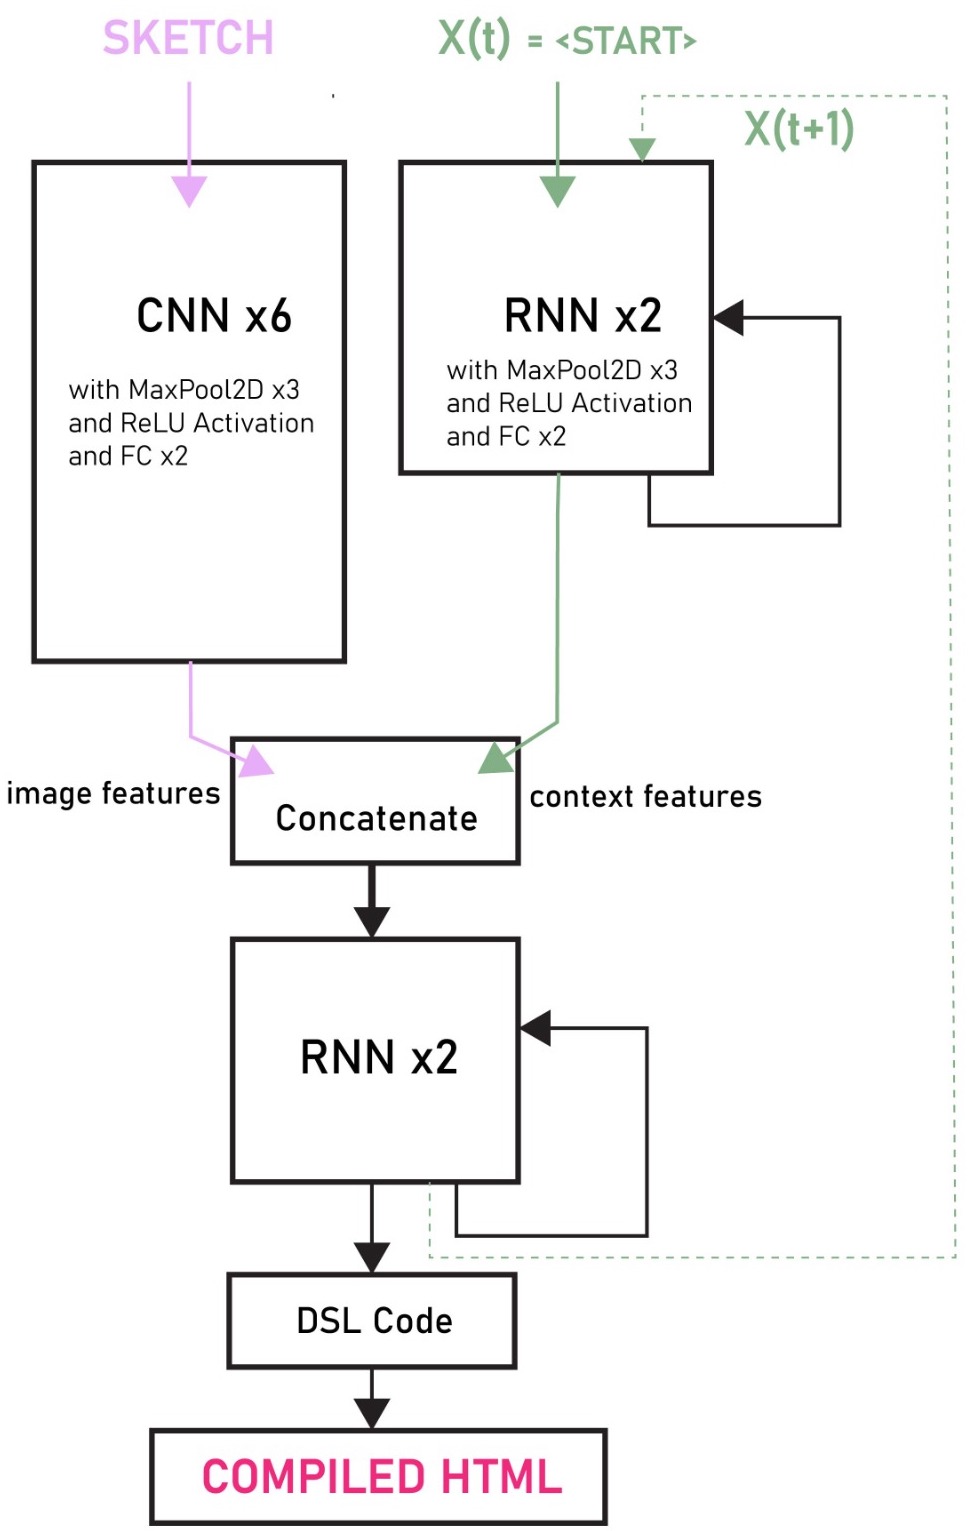 SKETCH
X(t) = <START>
X(t+1)
CNN x6
with MaxPool2D x3
and ReLU Activation
and FC x2
RNN x2
with MaxPool2D x3
and ReLU Activation
and FC x2
image features
Concatenate
context features
RNN x2
DSL Code
COMPILED HTML